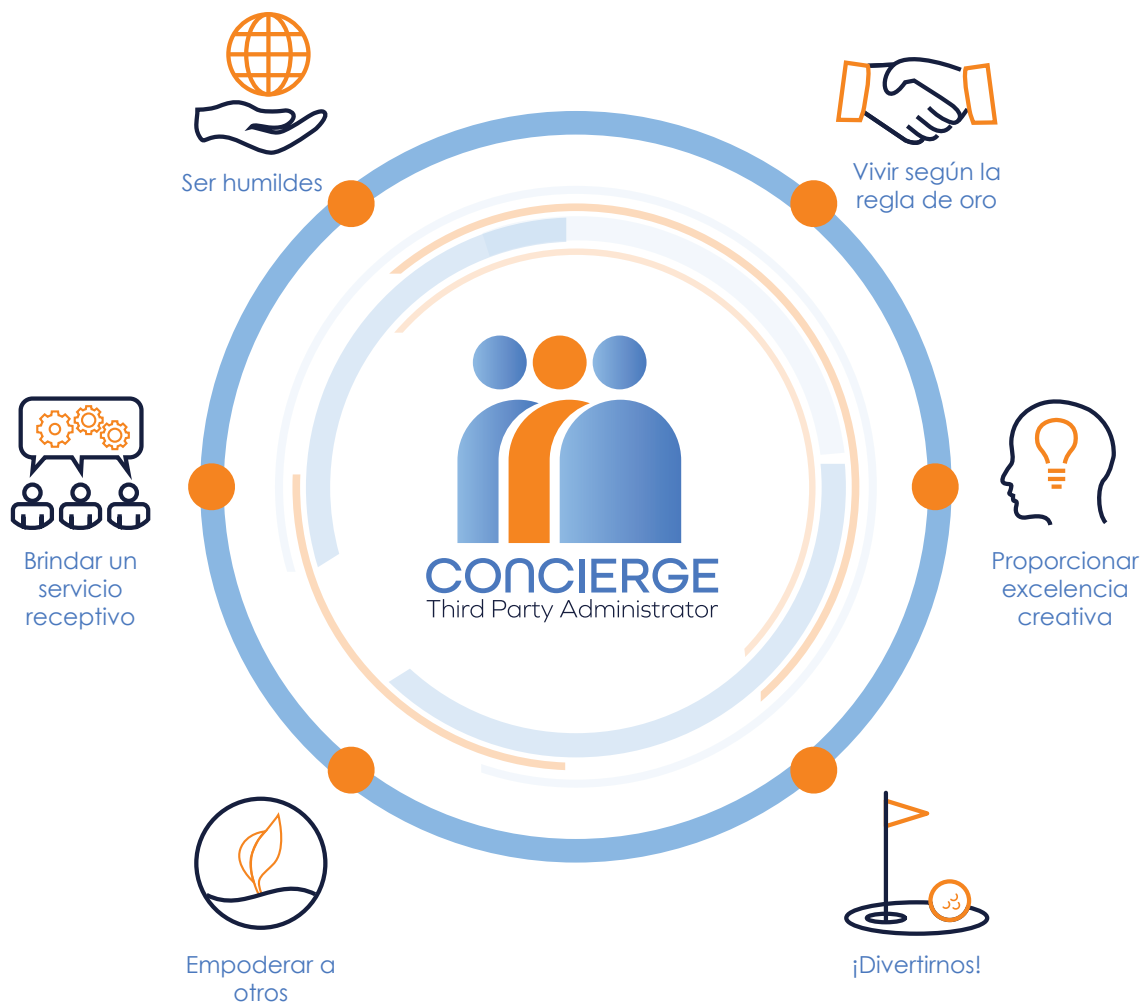 Ser humildes
Vivir según la
regla de oro
Brindar un
servicio
receptivo
CONCIERGE
Third Party Administrator
Proporcionar
excelencia
creativa
Empoderar a
otros
¡Divertirnos!